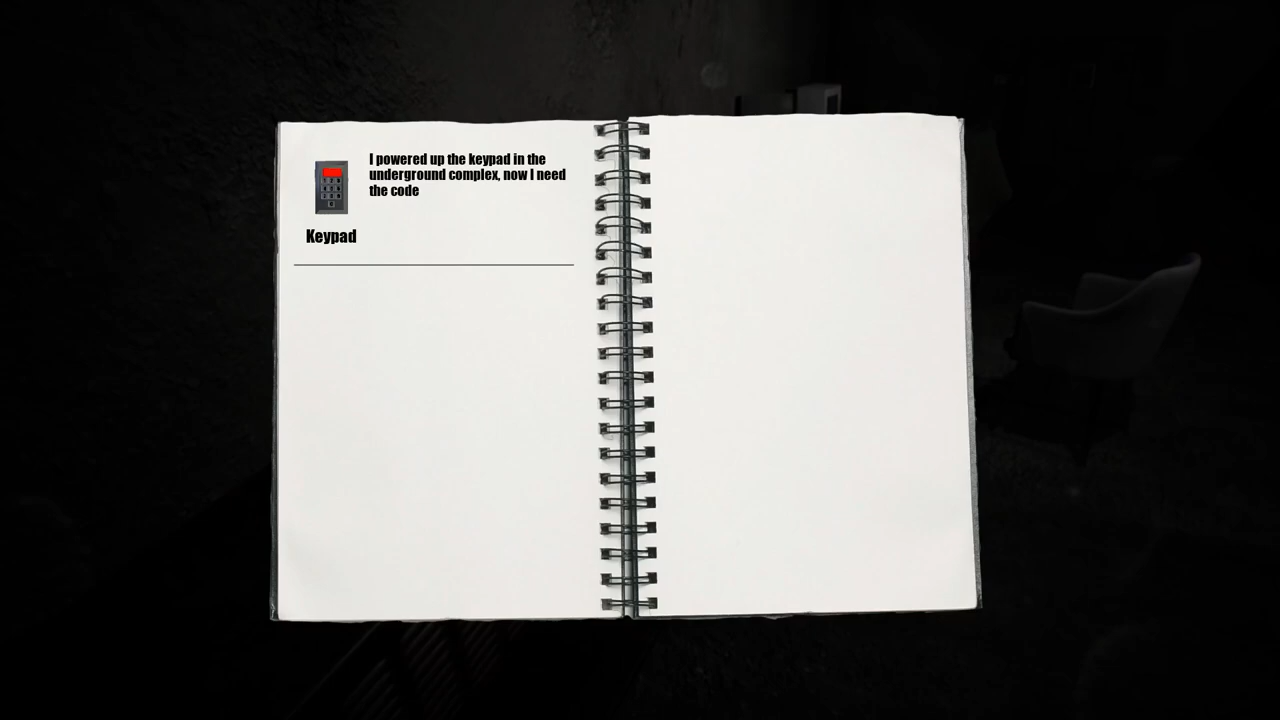 I powered up the keypad in the
underground complex, now I need
the code
Keypad